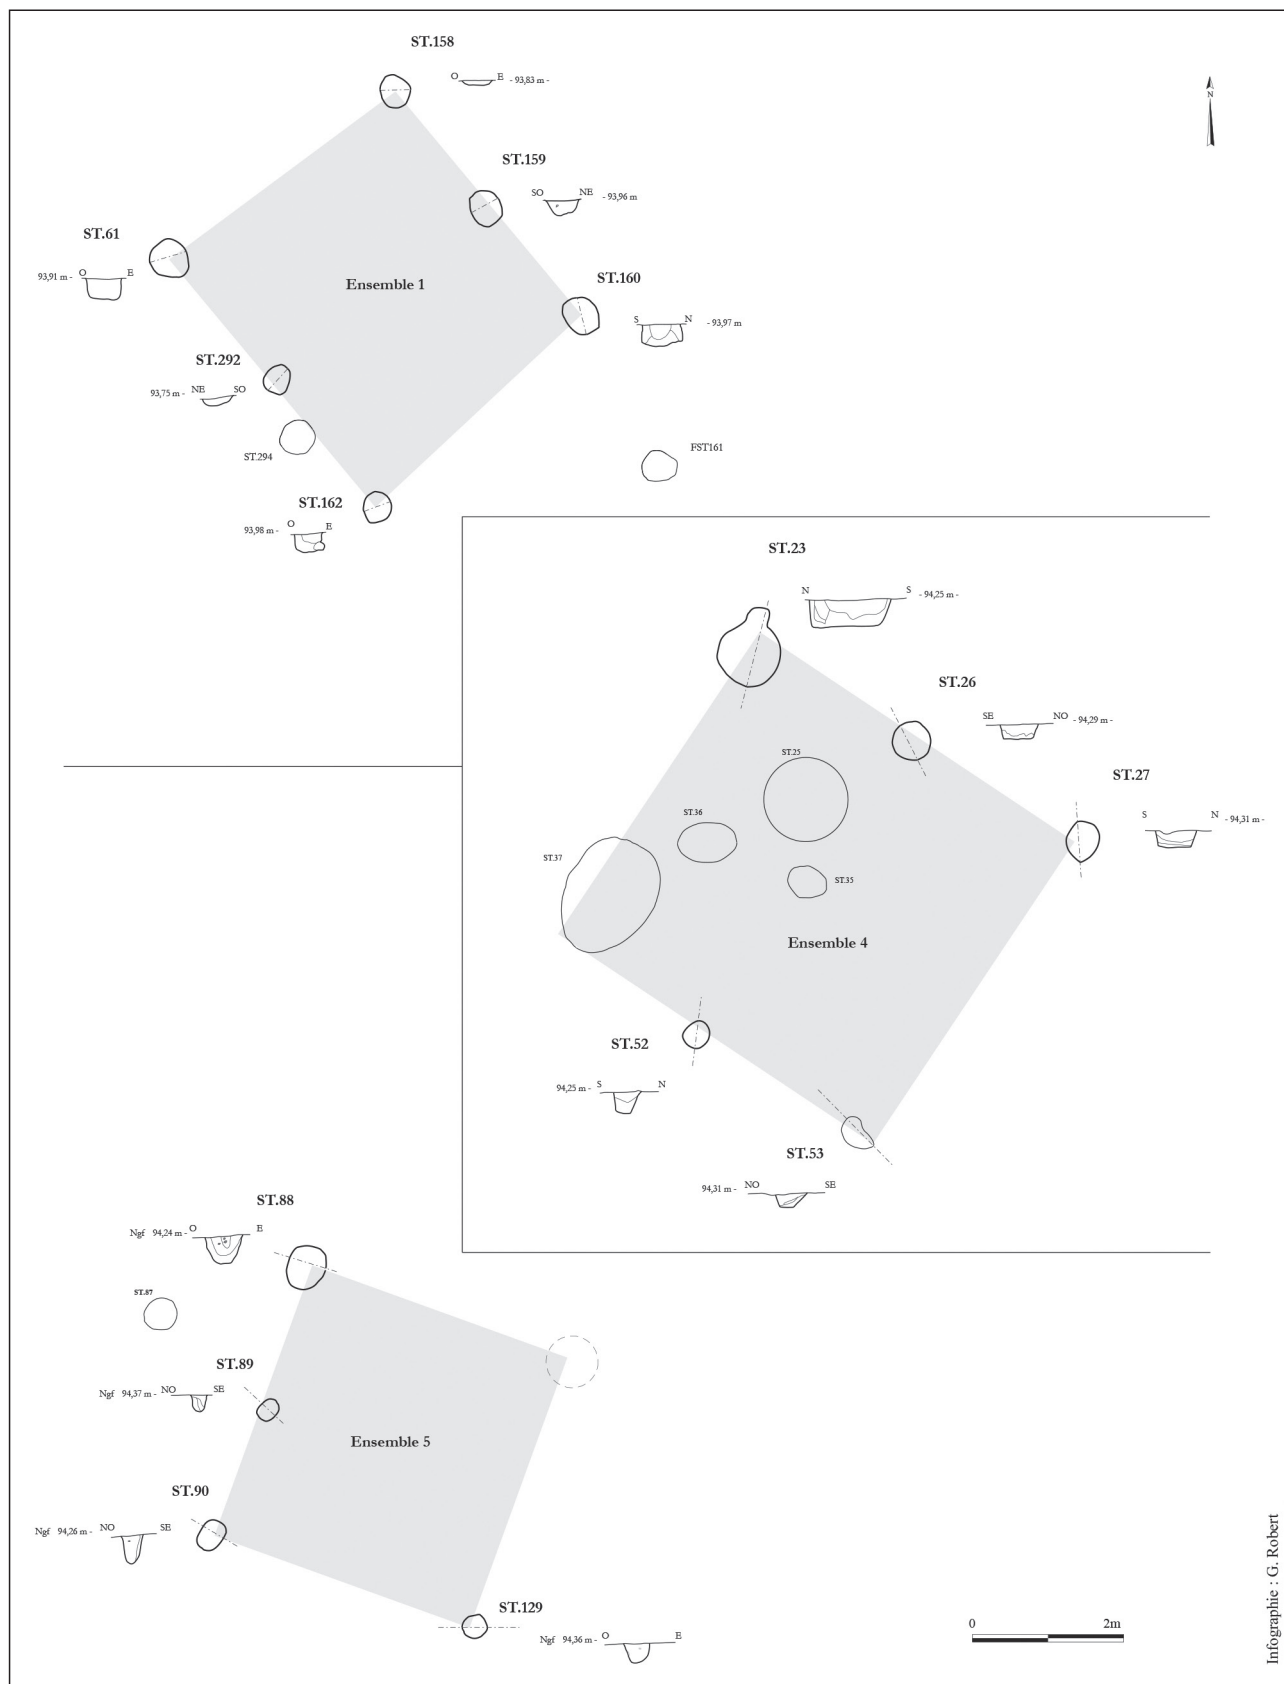 ST.158
O E - 93,83 m -
N
ST.159
SO NE - 93,96 m
ST.61
93,91 m - O E
Ensemble 1
ST.160
S N - 93,97 m
ST.292
93,75 m - NE SO
ST.294
FST161
ST.162
93,98 m - O E
ST.23
N S - 94,25 m -
ST.26
SE NO - 94,29 m -
ST.25
ST.27
S N - 94,31 m -
ST.36
ST.37
ST.35
Ensemble 4
ST.52
94,25 m - S N
ST.53
94,31 m - NO SE
ST.88
Ngf 94,24 m - O E
ST.87
ST.89
Ngf 94,37 m - NO SE
Ensemble 5
ST.90
Ngf 94,26 m - NO SE
ST.129
Ngf 94,36 m - O E
0 2m
Infographie : G. Robert